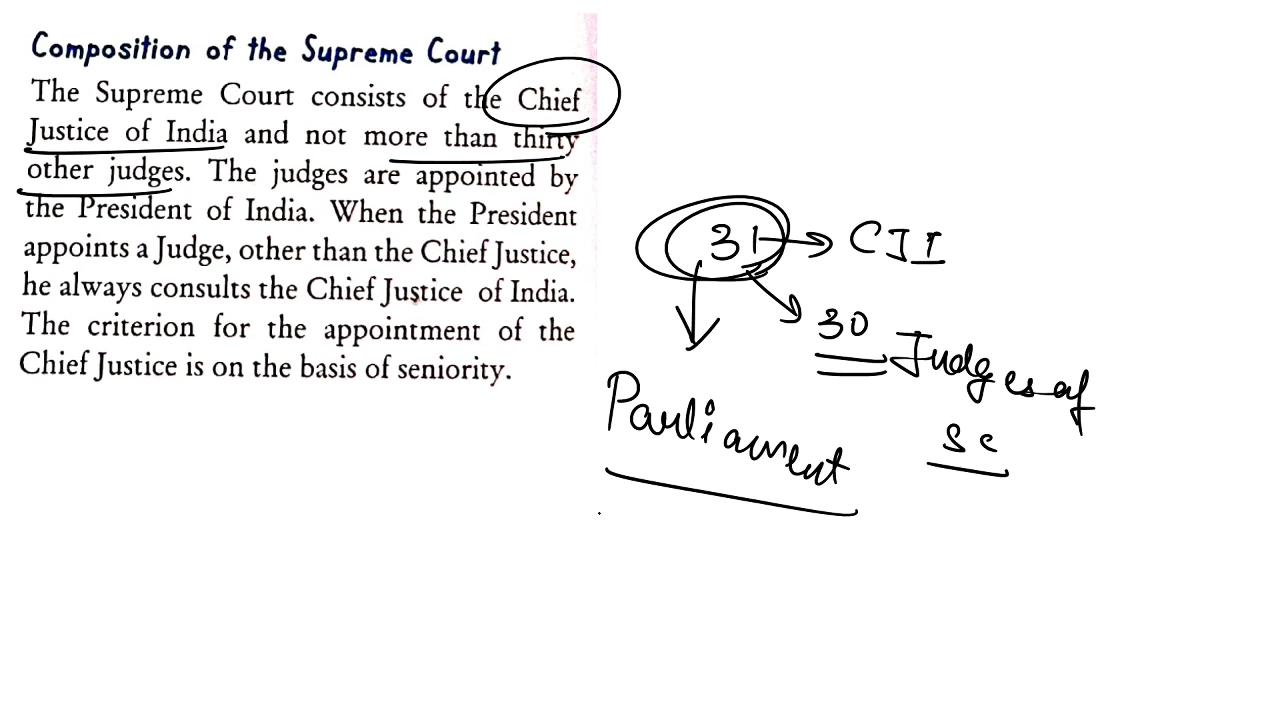 Composition of the Supreme Court
The Supreme Court consists of the Chief
Justice of India and not more than thirty
other judges. The judges are appointed by
the President of India. When the President
appoints a Judge, other than the Chief Justice,
he always consults the Chief Justice of India.
The criterion for the appointment of the
Chief Justice is on the basis of seniority.
31 → CJI
30 Judges of
SC
Parliament